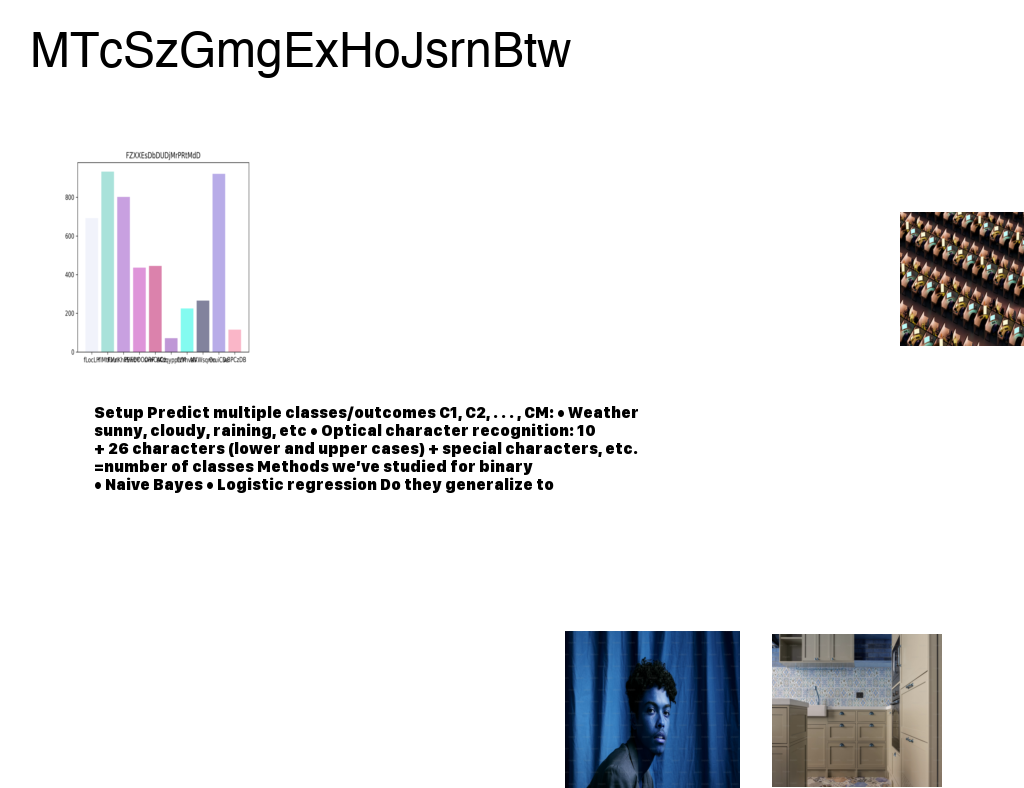 MTcSzGmgExHoJsrnBtw
FZXXEsDbDUDjMrPRtMdD
800
600
400
200
0
Setup Predict multiple classes/outcomes C1, C2, . . . , CM: • Weather
sunny, cloudy, raining, etc • Optical character recognition: 10
+ 26 characters (lower and upper cases) + special characters, etc.
=number of classes Methods we’ve studied for binary
• Naive Bayes • Logistic regression Do they generalize to